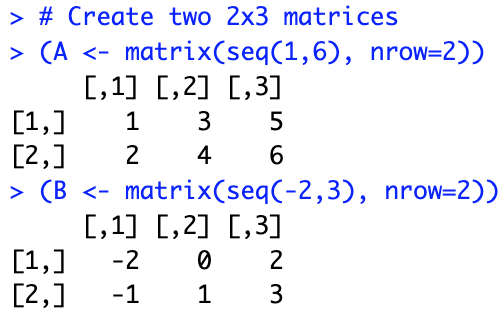 > # Create two 2x3 matrices
> (A <- matrix(seq(1,6), nrow=2))
     [,1] [,2] [,3]
[1,]    1    3    5
[2,]    2    4    6
> (B <- matrix(seq(-2,3), nrow=2))
     [,1] [,2] [,3]
[1,]   -2    0    2
[2,]   -1    1    3